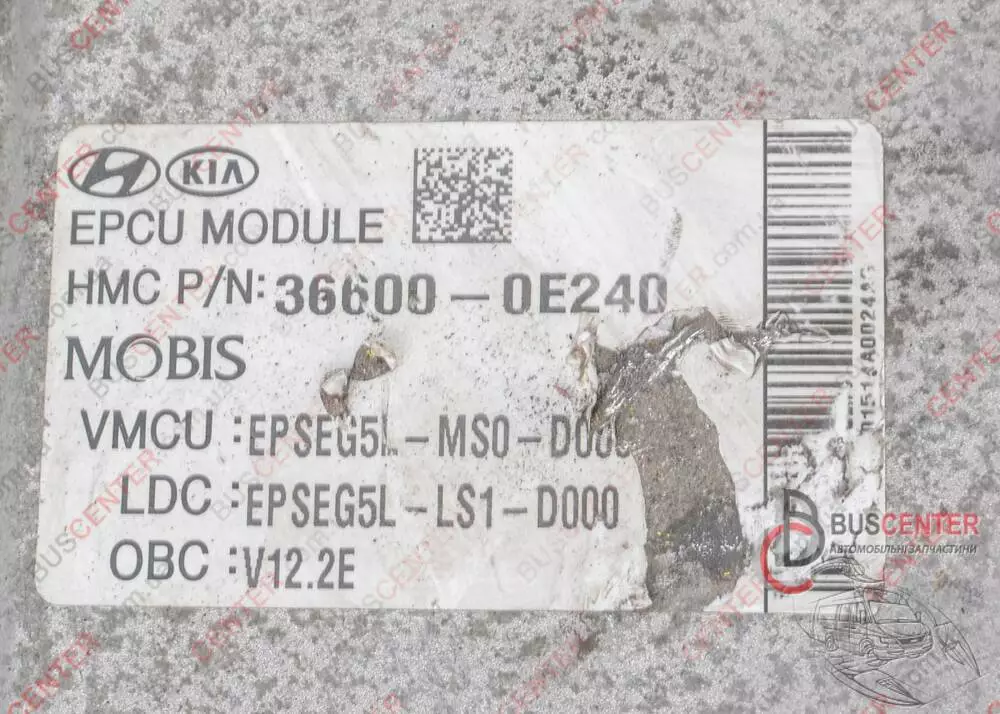 KIA
EPCU MODULE
HMC P/N: 36600-0E240
MOBIS
VMCU :EPSEG5L-MS0-D000
LDC :EPSEG5L-LS1-D000
OBC :V12.2E
BUSCENTER
АВТОМОБІЛЬНІ ЗАПЧАСТИНИ